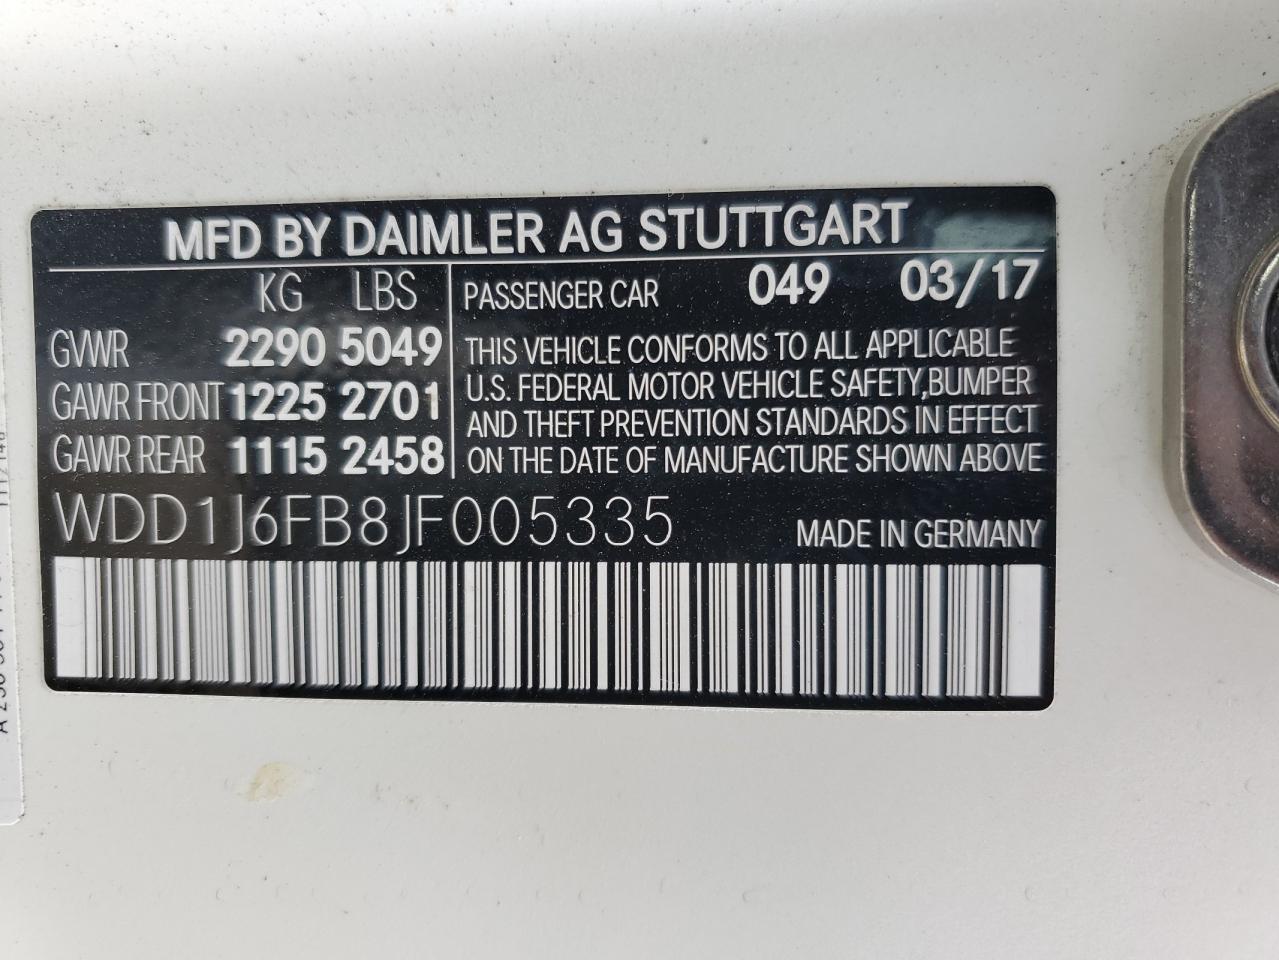 MFD BY DAIMLER AG STUTTGART
KG LBS
GVWR 2290 5049
GAWR FRONT 1225 2701
GAWR REAR 1115 2458
PASSENGER CAR 049 03/17
THIS VEHICLE CONFORMS TO ALL APPLICABLE
U.S. FEDERAL MOTOR VEHICLE SAFETY,BUMPER
AND THEFT PREVENTION STANDARDS IN EFFECT
ON THE DATE OF MANUFACTURE SHOWN ABOVE
WDD1J6FB8JF005335
MADE IN GERMANY